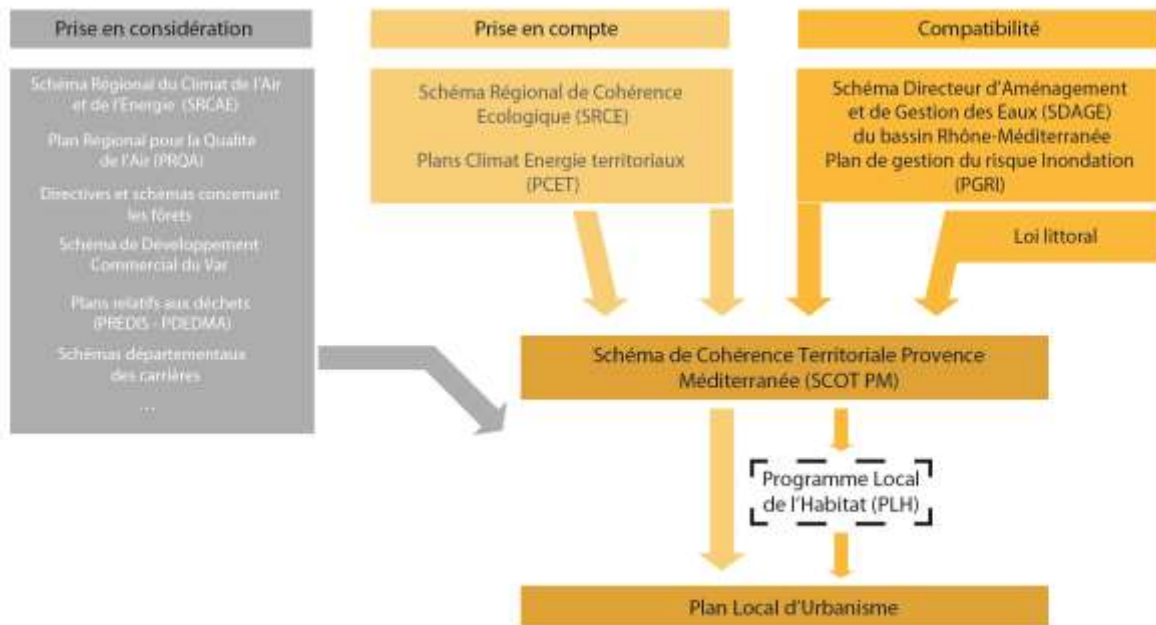 Prise en considération
Schéma Régional du Climat de l'Air
et de l'Energie (SRCAE)
Plan Régional pour la Qualité
de l'Air (PRQA)
Directives et schémas concernant
les fôrets
Schéma de Développement
Commercial du Var
Plans relatifs aux déchets
(PREDIS - PDEDMA)
Schémas départementaux
des carrières
...
Prise en compte
Schéma Régional de Cohérence
Ecologique (SRCE)
Plans Climat Energie territoriaux
(PCET)
Compatibilité
Schéma Directeur d'Aménagement
et de Gestion des Eaux (SDAGE)
du bassin Rhône-Méditerranée
Plan de gestion du risque Inondation
(PGRI)
Loi littoral
Schéma de Cohérence Territoriale Provence
Méditerranée (SCOT PM)
Programme Local
de l'Habitat (PLH)
Plan Local d'Urbanisme